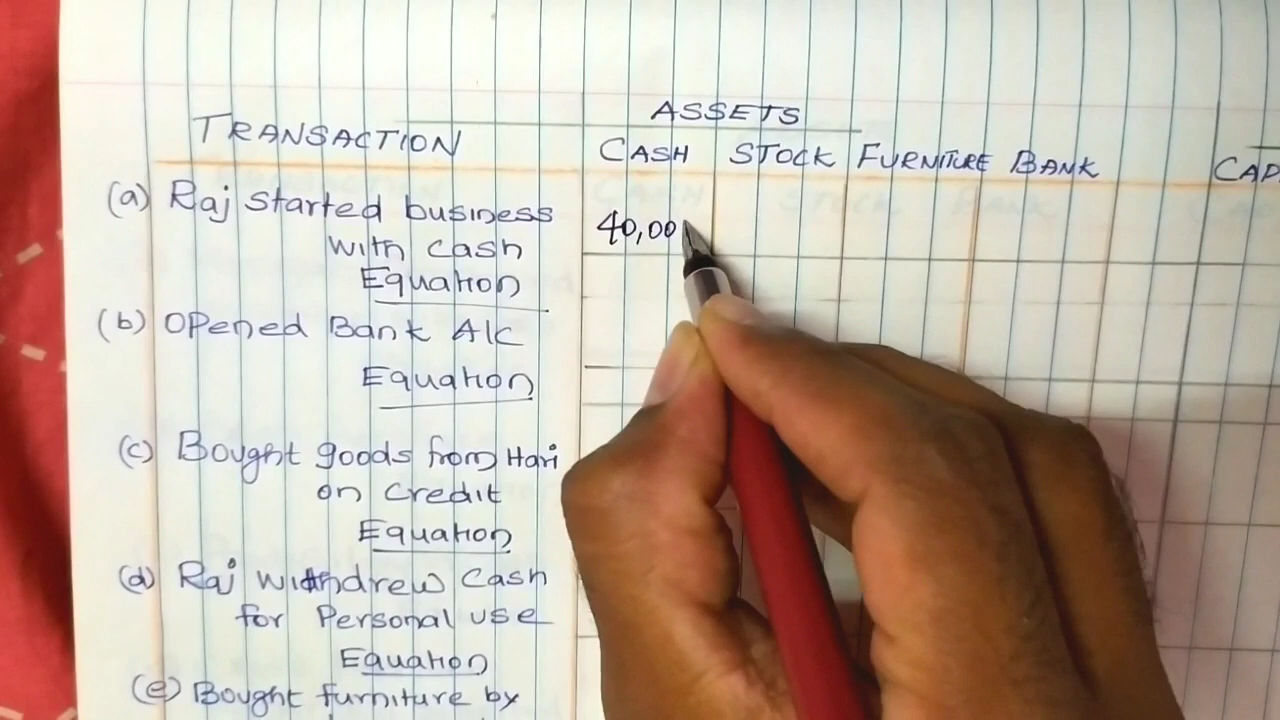 ASSETS
TRANSACTION CASH STOCK FURNITURE BANK CAP
(a) Raj started business 40,00
with cash
Equation
(b) Opened Bank A/C
Equation
(c) Bought goods from Hari
on credit
Equation
(d) Raj withdrew cash
for Personal use
Equation
(e) Bought furniture by